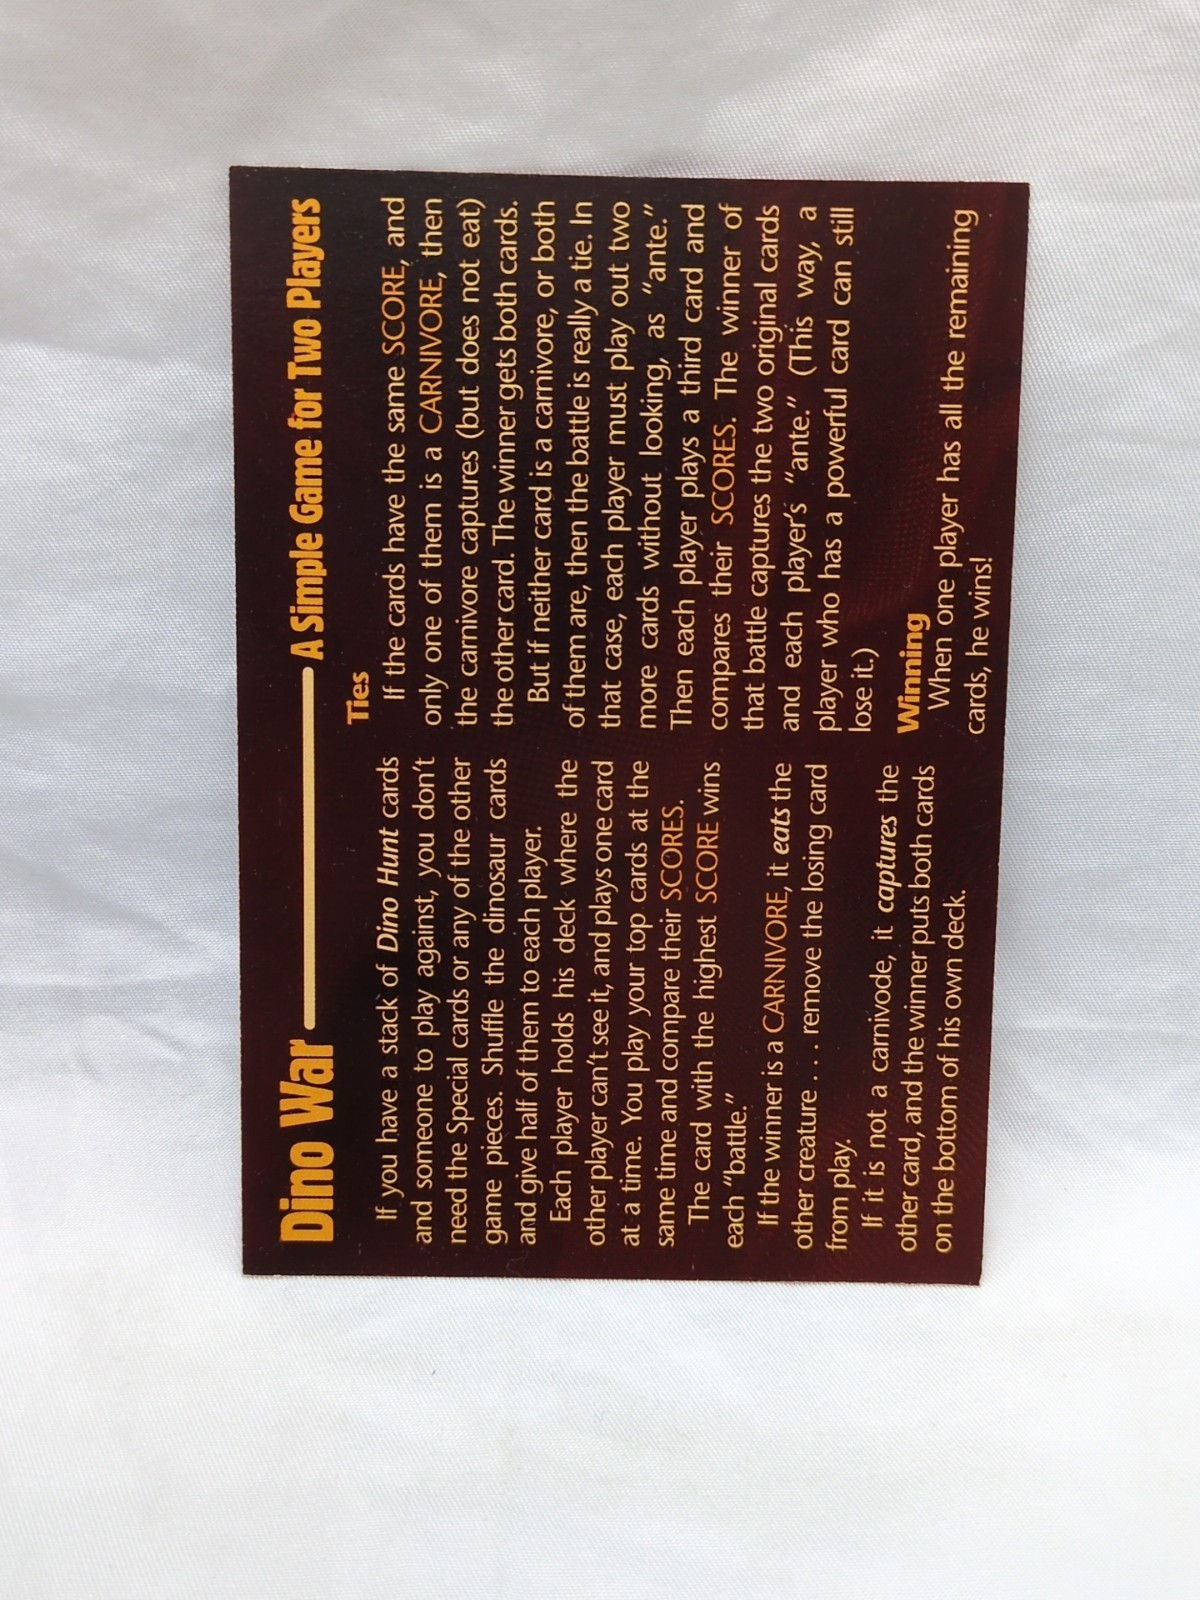 Dino War — A Simple Game for Two Players
If you have a stack of Dino Hunt cards
and someone to play against, you don't
need the Special cards or any of the other
game pieces. Shuffle the dinosaur cards
and give half of them to each player.
Each player holds his deck where the
other player can't see it, and plays one card
at a time. You play your top cards at the
same time and compare their SCORES.
The card with the highest SCORE wins
each "battle."
If the winner is a CARNIVORE, it eats the
other creature . . . . remove the losing card
from play.
If it is not a carnivode, it captures the
other card, and the winner puts both cards
on the bottom of his own deck.
Ties
If the cards have the same SCORE, and
only one of them is a CARNIVORE, then
the carnivore captures (but does not eat)
the other card. The winner gets both cards.
But if neither card is a carnivore, or both
of them are, then the battle is really a tie. In
that case, each player must play out two
more cards without looking, as "ante."
Then each player plays a third card and
compares their SCORES. The winner of
that battle captures the two original cards
and each player's "ante." (This way, a
player who has a powerful card can still
lose it.)
Winning
When one player has all the remaining
cards, he wins!